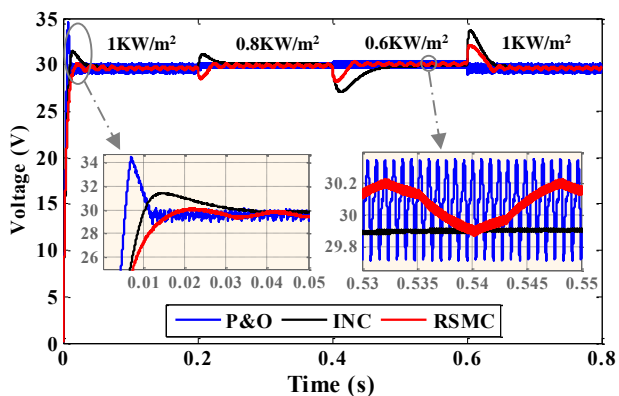 1KW/m² 0.8KW/m² 0.6KW/m² 1KW/m²
35
30
25
20
15
10
5
0
Voltage (V)
34
32
30
28
26
0.01 0.02 0.03 0.04 0.05
30.2
30
29.8
0.53 0.535 0.54 0.545 0.55
P&O INC RSMC
0 0.2 0.4 0.6 0.8
Time (s)